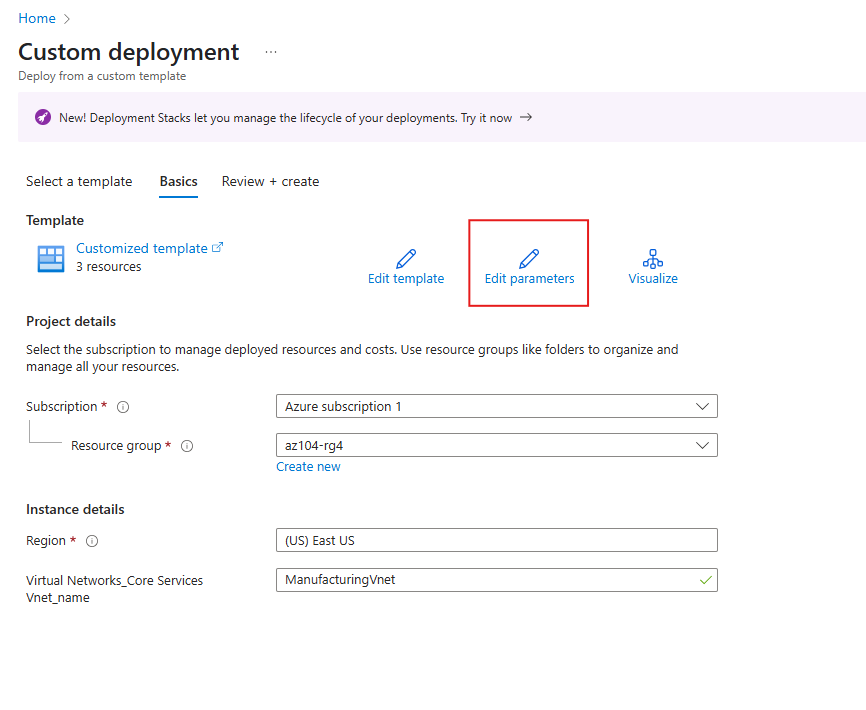 Home
Custom deployment
Deploy from a custom template
New! Deployment Stacks let you manage the lifecycle of your deployments. Try it now →
Select a template Basics Review + create
Template
Customized template
3 resources
Edit template Edit parameters Visualize
Project details
Select the subscription to manage deployed resources and costs. Use resource groups like folders to organize and
manage all your resources.
Subscription * Azure subscription 1
Resource group * az104-rg4
Create new
Instance details
Region * (US) East US
Virtual Networks_Core Services
Vnet_name
ManufacturingVnet